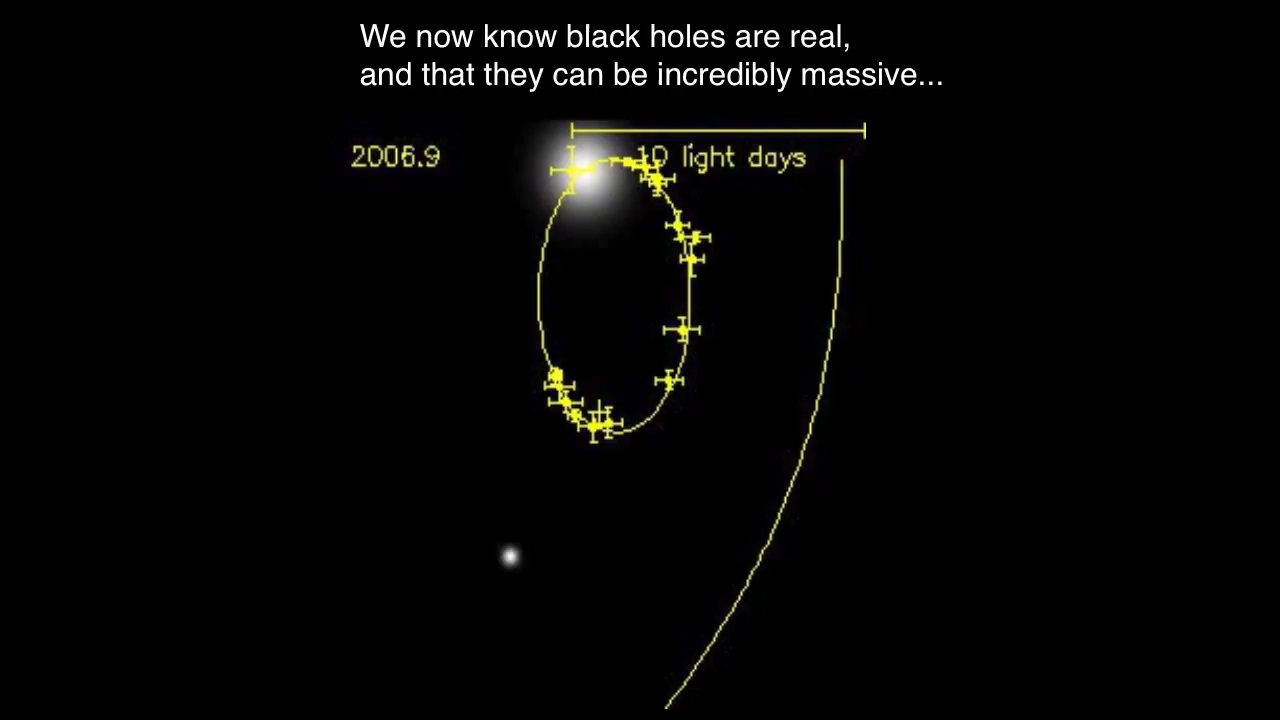 We now know black holes are real,
and that they can be incredibly massive...
2006.9
10 light days